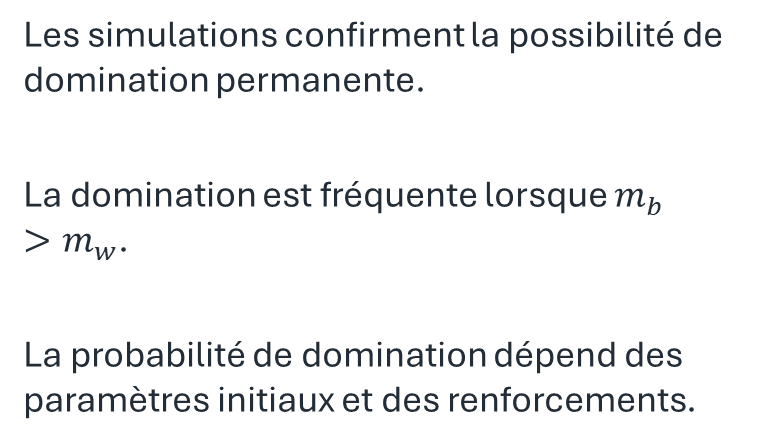 Les simulations confirment la possibilité de
domination permanente.
La domination est fréquente lorsque m_b
> m_w.
La probabilité de domination dépend des
paramètres initiaux et des renforcements.